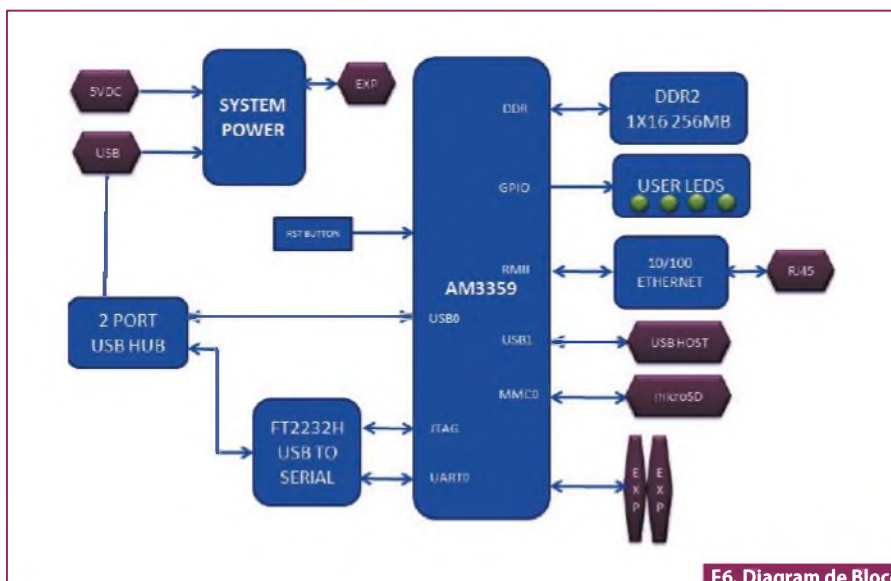 5VDC
USB
SYSTEM
POWER
EXP
DDR
DDR2
1X16 256MB
GPIO
USER LEDS
RST BUTTON
RMII
10/100
ETHERNET
RJ45
AM3359
2 PORT
USB HUB
USB0
USB1
USB HOST
MMC0
microSD
FT2232H
USB TO
SERIAL
JTAG
UART0
EXP
EXP
F6. Diagram de Bloc